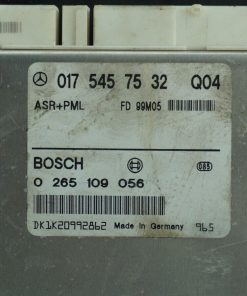 017 545 75 32 Q04
ASR+PML FD 99M05
BOSCH
0 265 109 056
DK1K20992862 Made in Germany 965